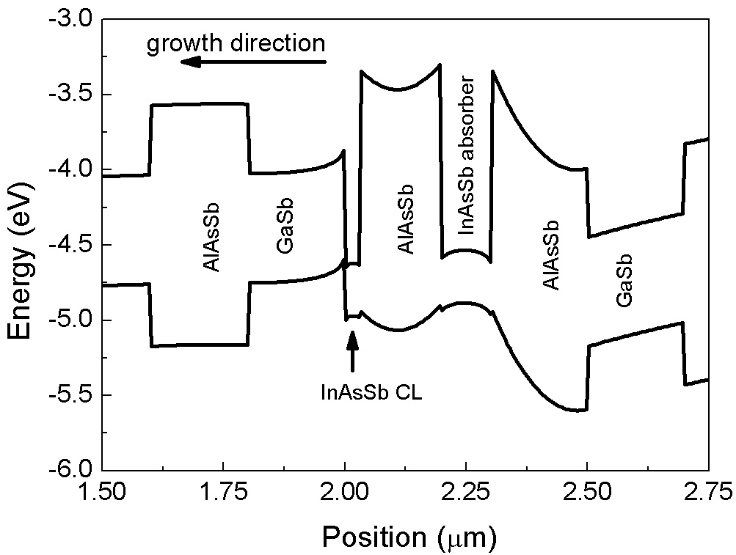 -3.0
growth direction
-3.5
-4.0
-4.5
-5.0
-5.5
-6.0
Energy (eV)
AlAsSb
GaSb
AlAsSb
InAsSb absorber
AlAsSb
GaSb
InAsSb CL
1.50 1.75 2.00 2.25 2.50 2.75
Position (μm)